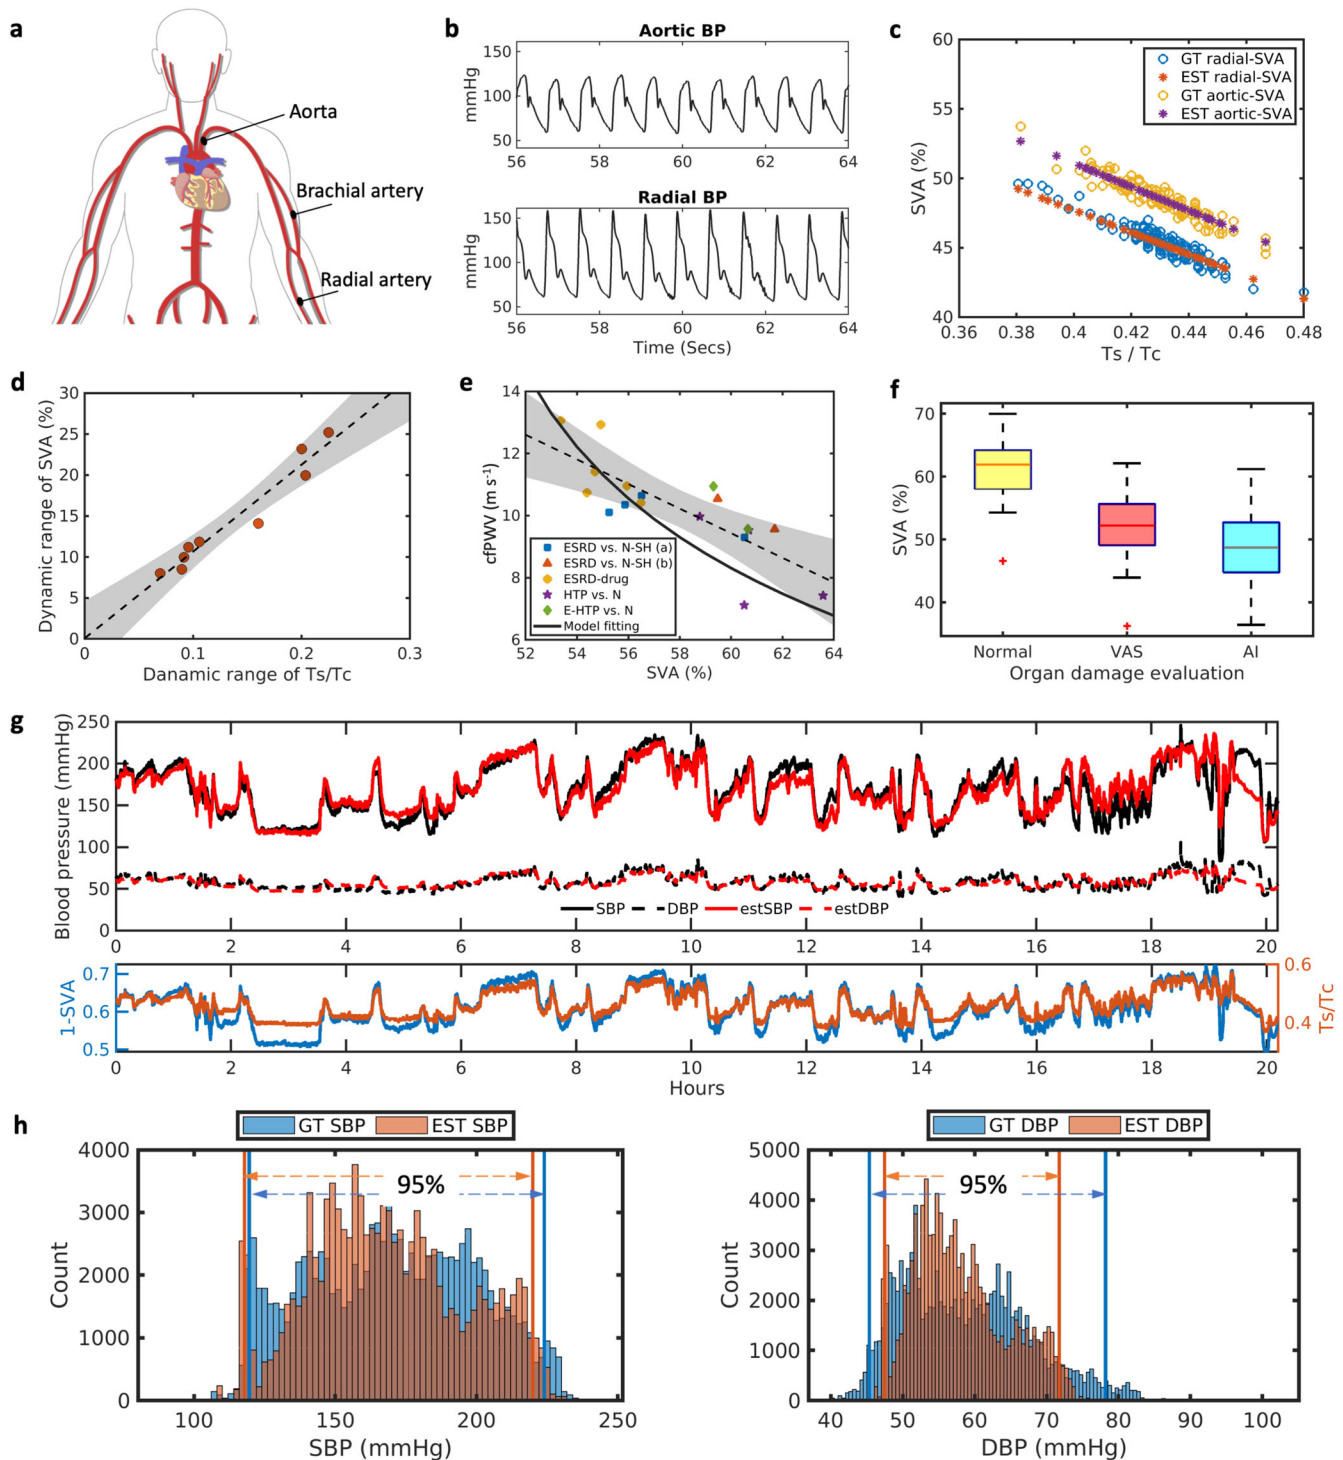 a
Aorta
Brachial artery
Radial artery
b
Aortic BP
mmHg
150
100
50
56 58 60 62 64
Radial BP
mmHg
150
100
50
56 58 60 62 64
Time (Secs)
c
60
55
50
45
40
SVA (%)
GT radial-SVA
EST radial-SVA
GT aortic-SVA
EST aortic-SVA
0.36 0.38 0.4 0.42 0.44 0.46 0.48
Ts / Tc
d
30
25
20
15
10
5
0
Dynamic range of SVA (%)
0 0.1 0.2 0.3
Danamic range of Ts/Tc
e
14
12
10
8
6
cfPWV (m s⁻¹)
ESRD vs. N-SH (a)
ESRD vs. N-SH (b)
ESRD-drug
HTP vs. N
E-HTP vs. N
Model fitting
52 54 56 58 60 62 64
SVA (%)
f
70
60
50
40
SVA (%)
Normal VAS AI
Organ damage evaluation
g
250
200
150
100
50
0
Blood pressure (mmHg)
SBP DBP estSBP estDBP
0 2 4 6 8 10 12 14 16 18 20
0.7
0.6
0.5
1-SVA
0.6
0.4
Ts/Tc
0 2 4 6 8 10 12 14 16 18 20
Hours
h
GT SBP EST SBP
4000
3000
2000
1000
0
Count
95%
100 150 200 250
SBP (mmHg)
GT DBP EST DBP
5000
4000
3000
2000
1000
0
Count
95%
40 50 60 70 80 90 100
DBP (mmHg)